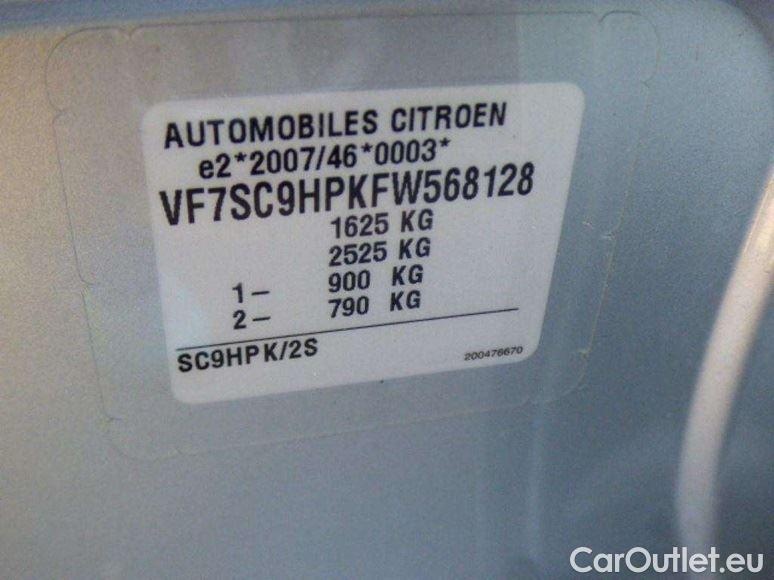 AUTOMOBILES CITROEN
e2*2007/46*0003*
VF7SC9HPKFW568128
1625 KG
2525 KG
1- 900 KG
2- 790 KG
SC9HPK/2S 200476670
CarOutlet.eu